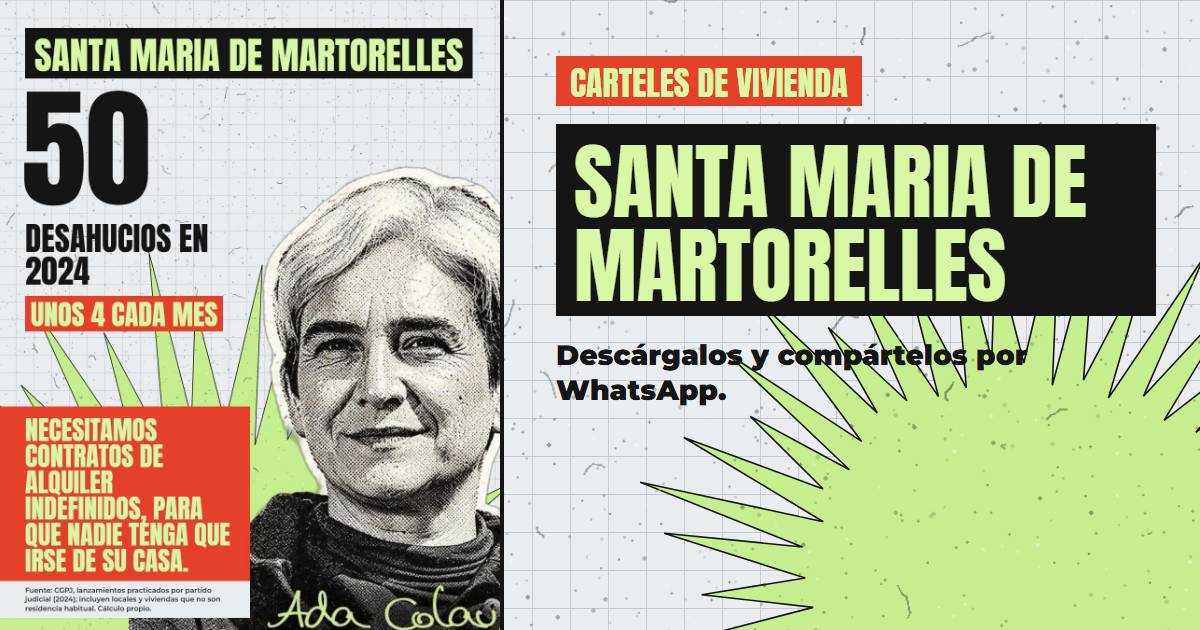 SANTA MARIA DE MARTORELLES
50
DESAHUCIOS EN
2024
UNOS 4 CADA MES
NECESITAMOS
CONTRATOS DE
ALQUILER
INDEFINIDOS, PARA
QUE NADIE TENGA QUE
IRSE DE SU CASA.
Fuente: CGPJ, lanzamientos practicados por partido
judicial (2024); incluyen locales y viviendas que no son
residencia habitual. Cálculo propio.
Ada Colau
CARTELES DE VIVIENDA
SANTA MARIA DE
MARTORELLES
Descárgalos y compártelos por
WhatsApp.